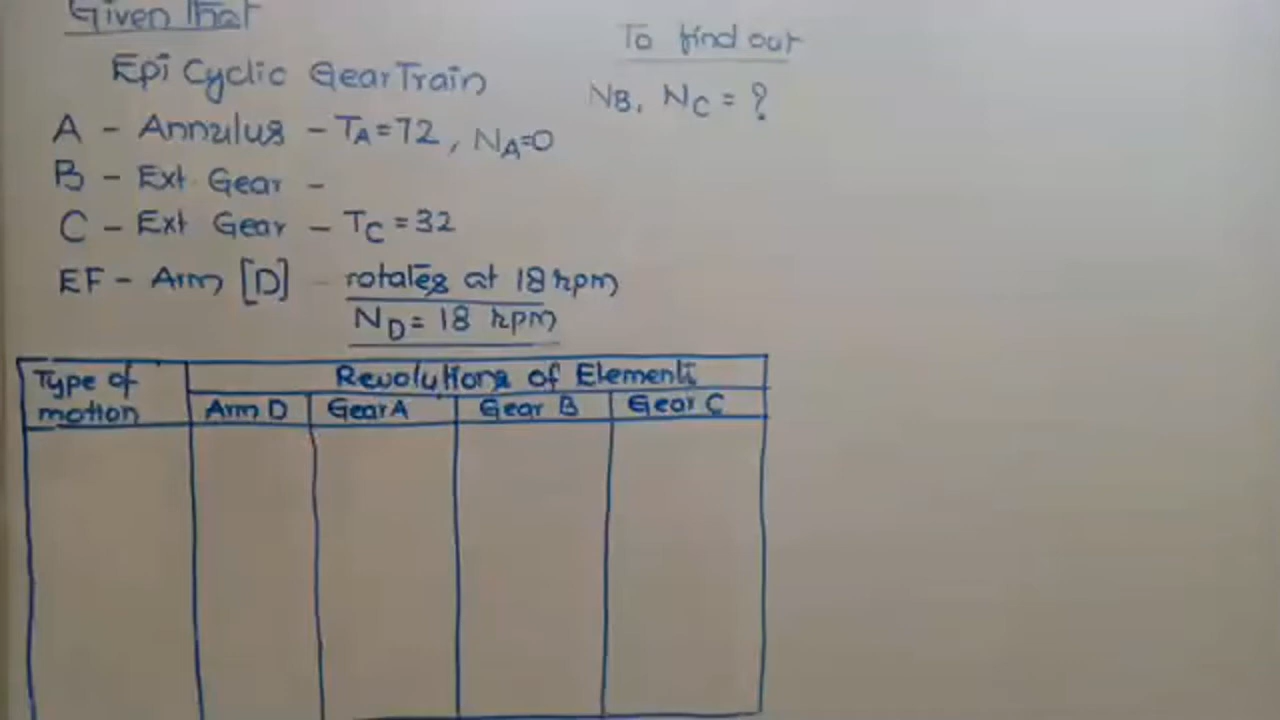 Given that
To find out
Epi Cyclic Gear Train
NB, NC = ?
A - Annulus - TA = 72, NA=0
B - Ext Gear -
C - Ext Gear - TC = 32
EF - Arm [D] - rotates at 18 rpm
ND = 18 rpm
Type of motion
Revolutions of Elements
Arm D
Gear A
Gear B
Gear C